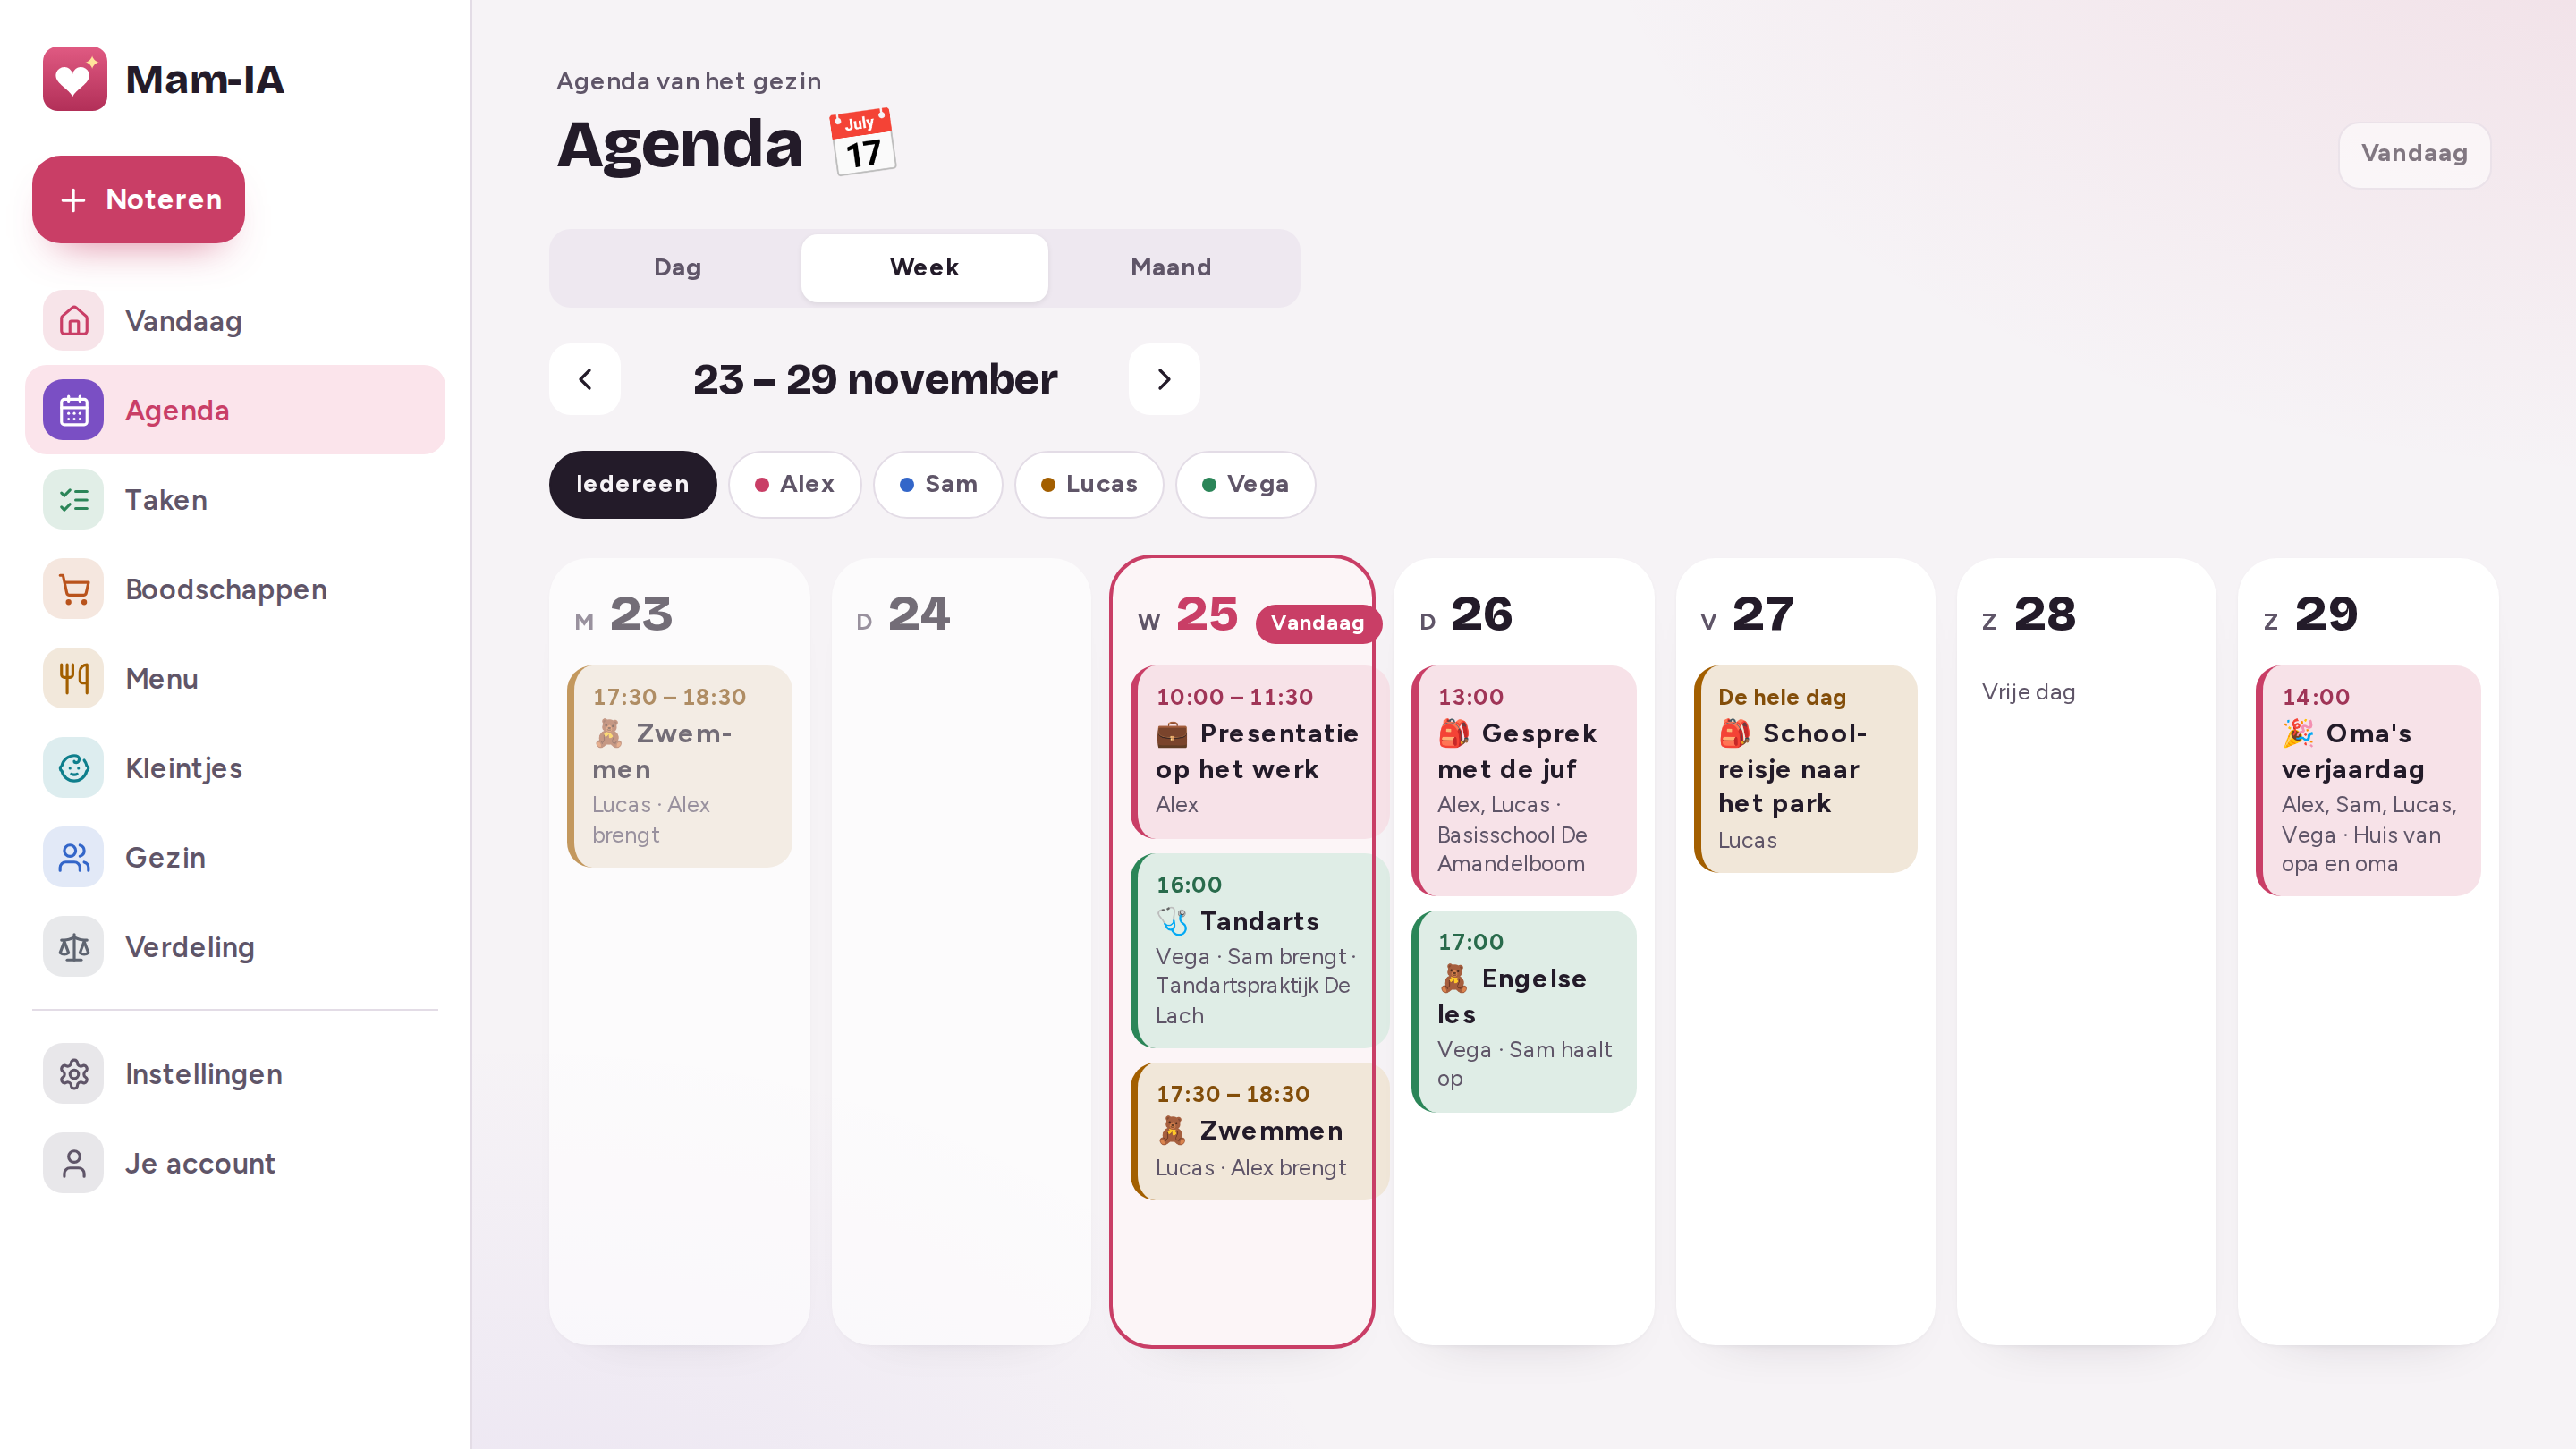 Mam-IA
Noteren
Vandaag
Agenda
Taken
Boodschappen
Menu
Kleintjes
Gezin
Verdeling
Instellingen
Je account
Agenda van het gezin
Agenda
July
17
Vandaag
Dag
Week
Maand
23 – 29 november
Iedereen
Alex
Sam
Lucas
Vega
M 23
17:30 – 18:30
Zwem-
men
Lucas · Alex
brengt
D 24
W 25 Vandaag
10:00 – 11:30
Presentatie
op het werk
Alex
16:00
Tandarts
Vega · Sam brengt ·
Tandartspraktijk De
Lach
17:30 – 18:30
Zwemmen
Lucas · Alex brengt
D 26
13:00
Gesprek
met de juf
Alex, Lucas ·
Basisschool De
Amandelboom
17:00
Engelse
les
Vega · Sam haalt
op
V 27
De hele dag
School-
reisje naar
het park
Lucas
Z 28
Vrije dag
Z 29
14:00
Oma's
verjaardag
Alex, Sam, Lucas,
Vega · Huis van
opa en oma